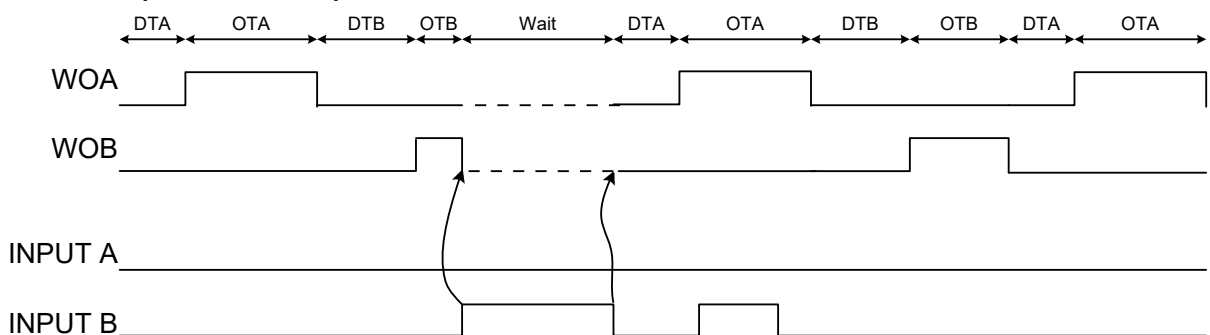 DTA OTA DTB OTB Wait DTA OTA DTB OTB DTA OTA
WOA
WOB
INPUT A
INPUT B